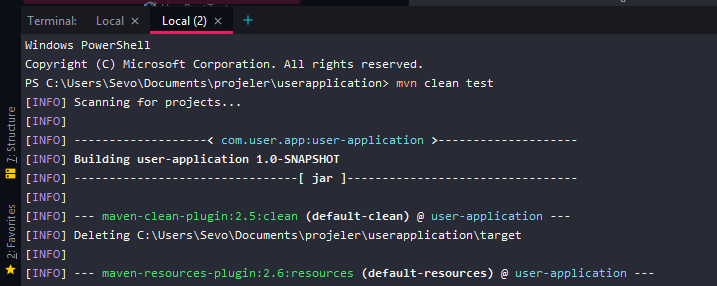 Terminal: Local × Local (2) × +
Windows PowerShell
Copyright (C) Microsoft Corporation. All rights reserved.
PS C:\Users\Sevo\Documents\projeler\userapplication> mvn clean test
[INFO] Scanning for projects...
[INFO]
[INFO] -------------------< com.user.app:user-application >--------------------
[INFO] Building user-application 1.0-SNAPSHOT
[INFO] --------------------------------[ jar ]---------------------------------
[INFO]
[INFO] --- maven-clean-plugin:2.5:clean (default-clean) @ user-application ---
[INFO] Deleting C:\Users\Sevo\Documents\projeler\userapplication\target
[INFO]
[INFO] --- maven-resources-plugin:2.6:resources (default-resources) @ user-application ---
7: Structure
2: Favorites